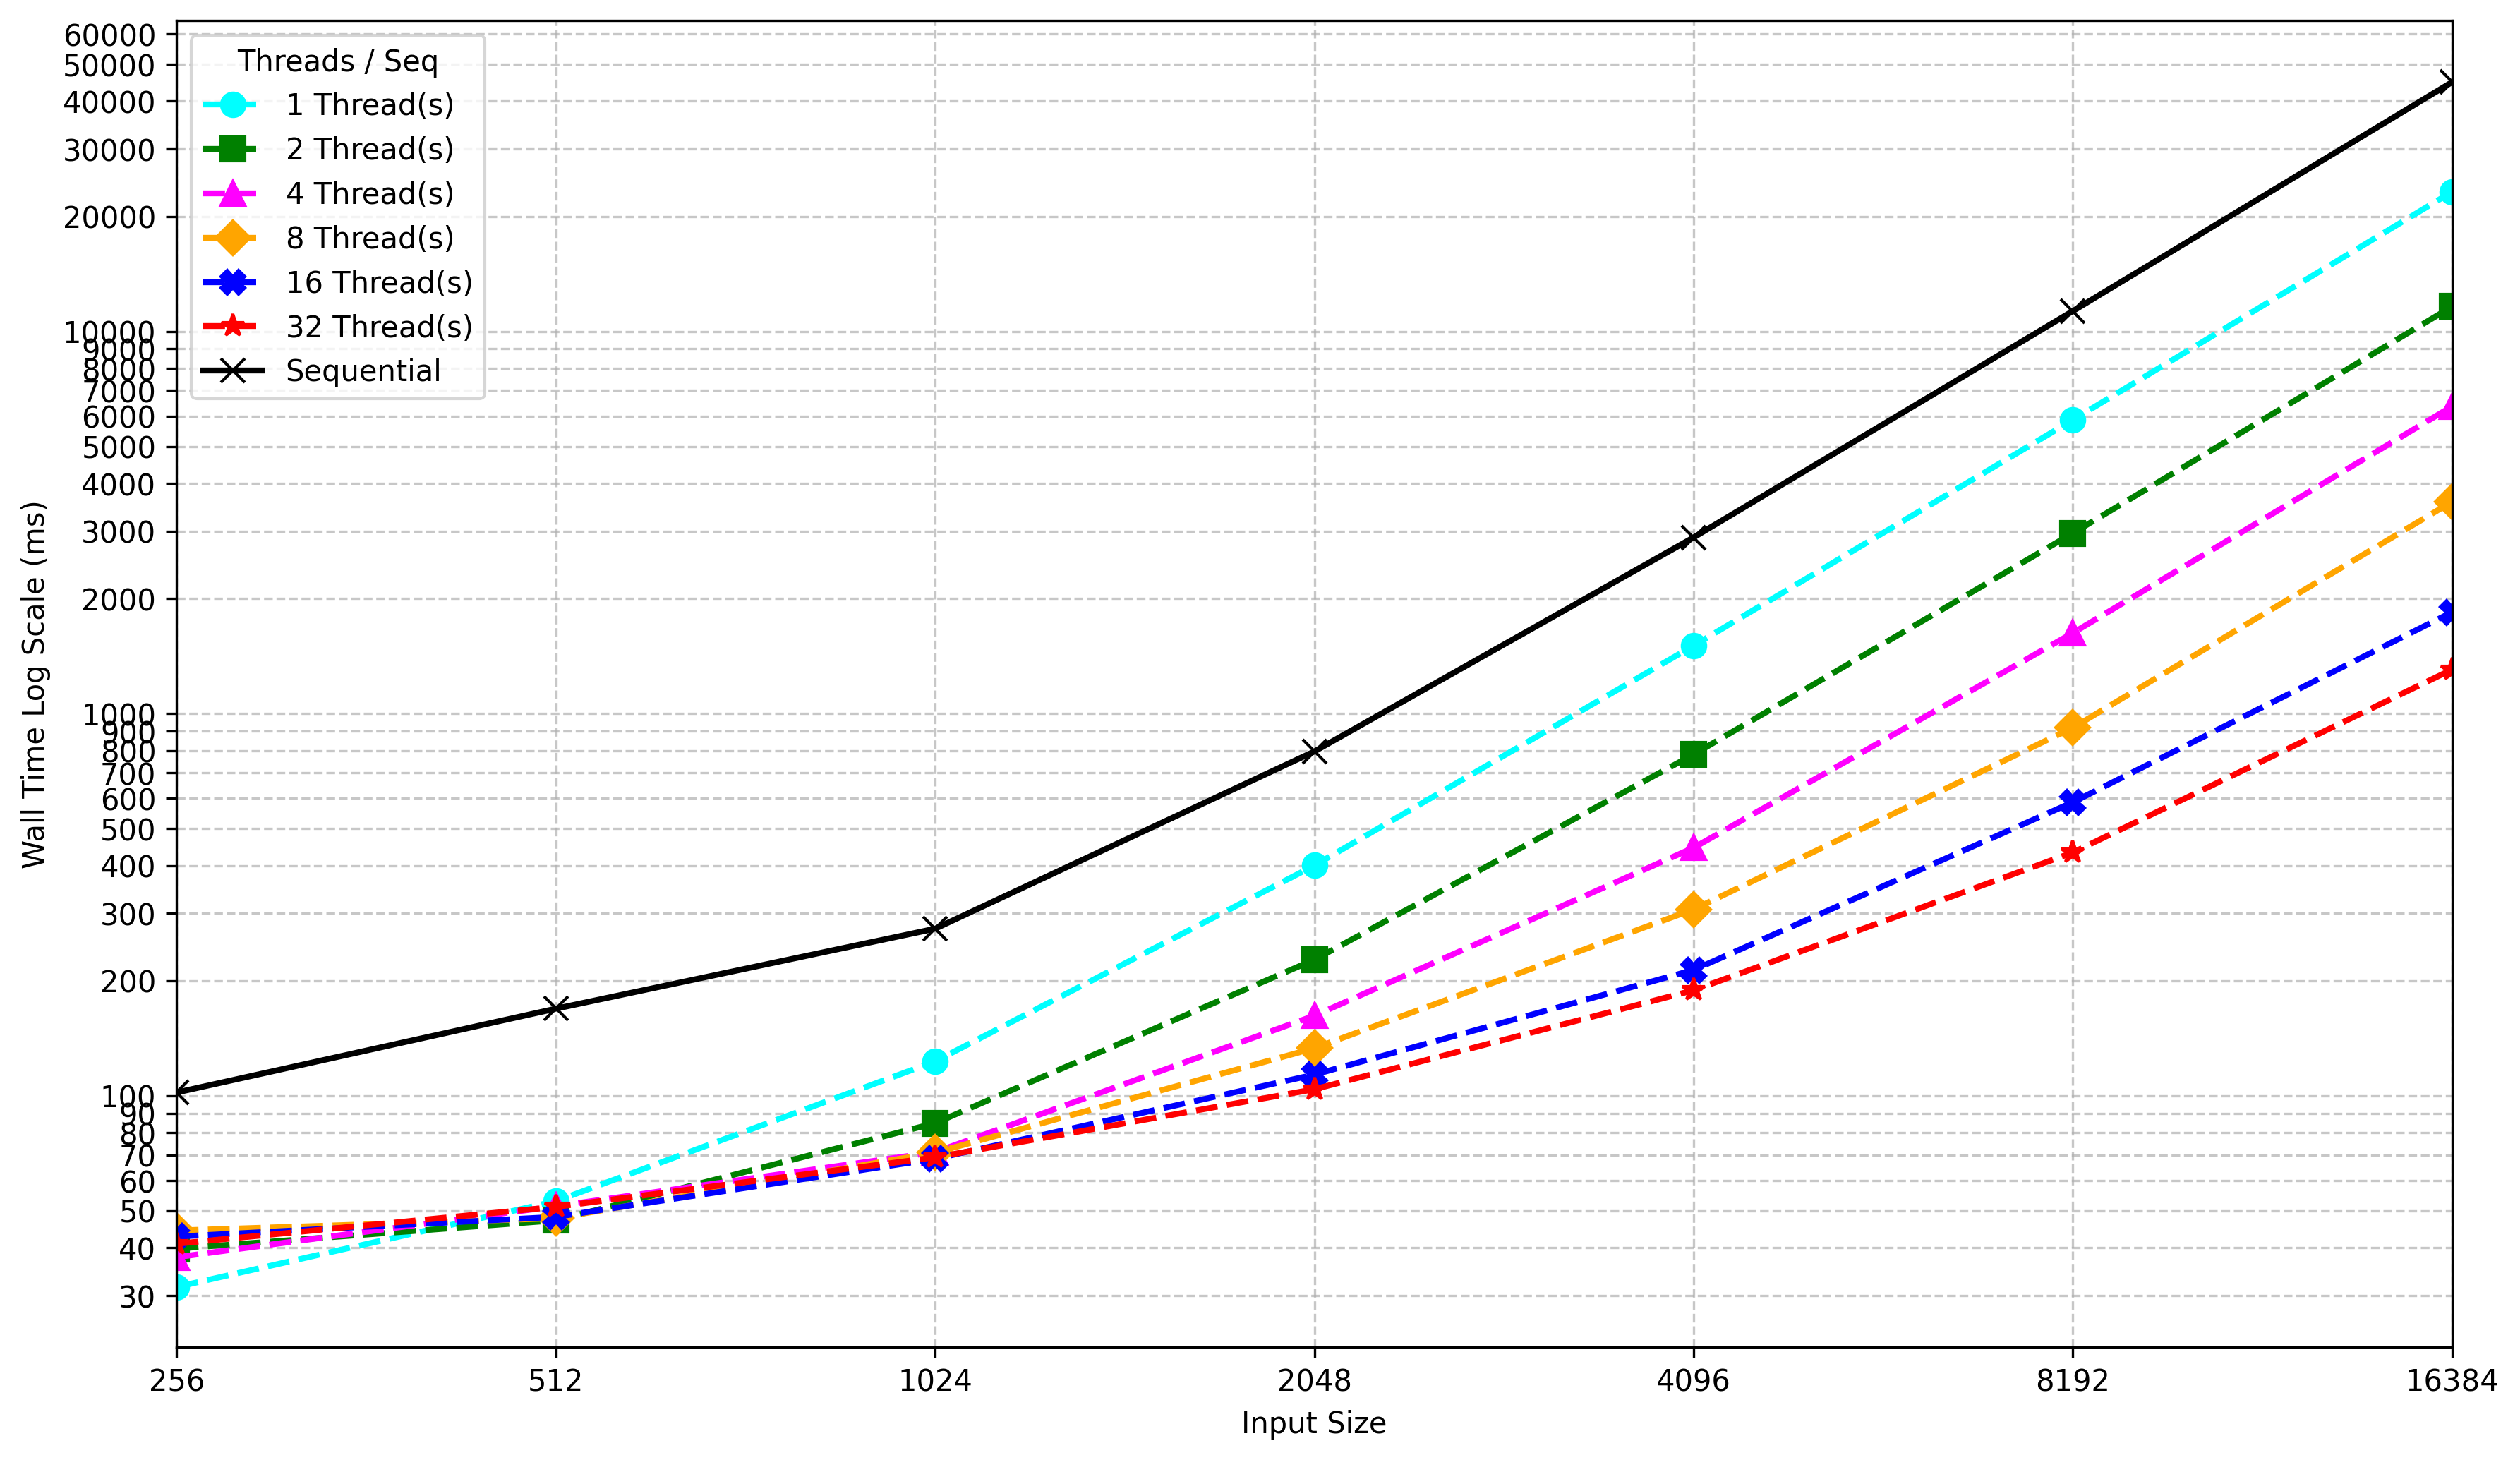 Threads / Seq
1 Thread(s)
2 Thread(s)
4 Thread(s)
8 Thread(s)
16 Thread(s)
32 Thread(s)
Sequential
Wall Time Log Scale (ms)
60000
50000
40000
30000
20000
10000
9000
8000
7000
6000
5000
4000
3000
2000
1000
900
800
700
600
500
400
300
200
100
90
80
70
60
50
40
30
256 512 1024 2048 4096 8192 16384
Input Size